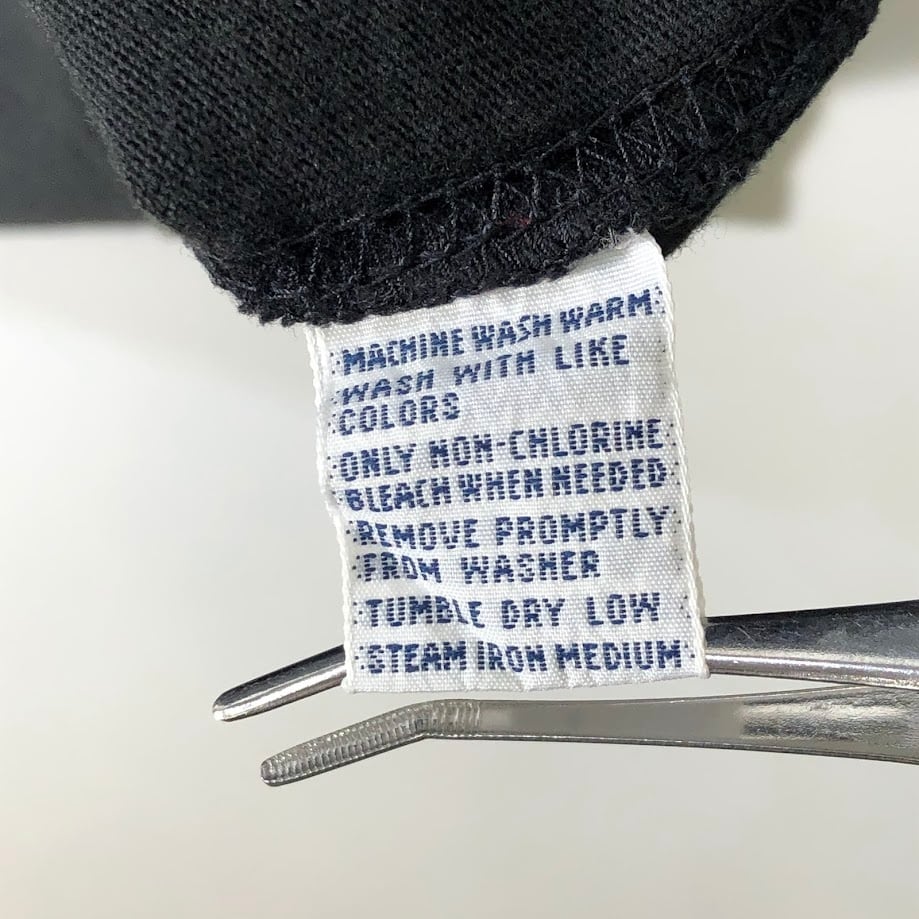 MACHINE WASH WARM
WASH WITH LIKE
COLORS
ONLY NON-CHLORINE
BLEACH WHEN NEEDED
REMOVE PROMPTLY
FROM WASHER
TUMBLE DRY LOW
STEAM IRON MEDIUM